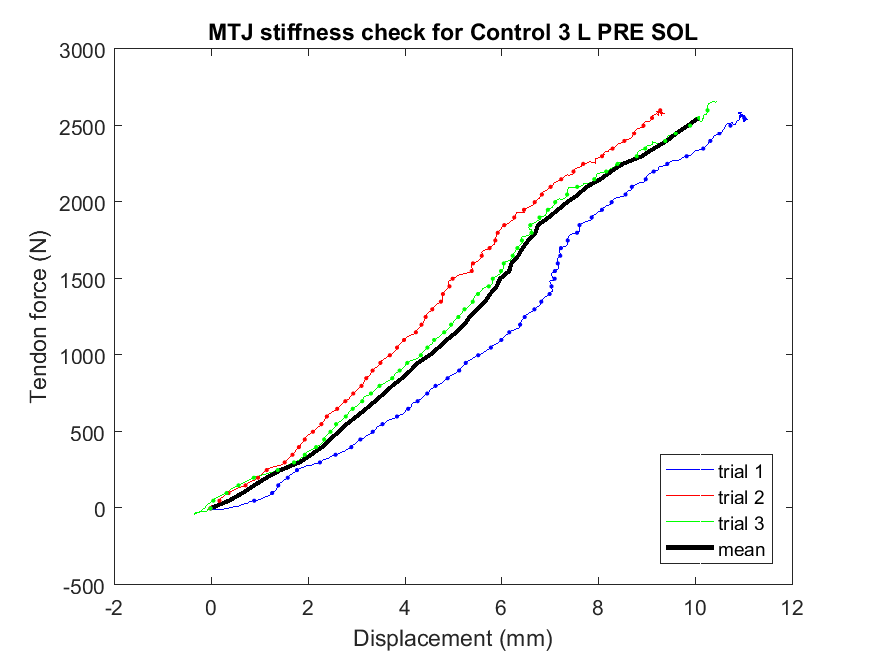 MTJ stiffness check for Control 3 L PRE SOL
3000
2500
2000
1500
1000
500
0
-500
Tendon force (N)
trial 1
trial 2
trial 3
mean
-2 0 2 4 6 8 10 12
Displacement (mm)